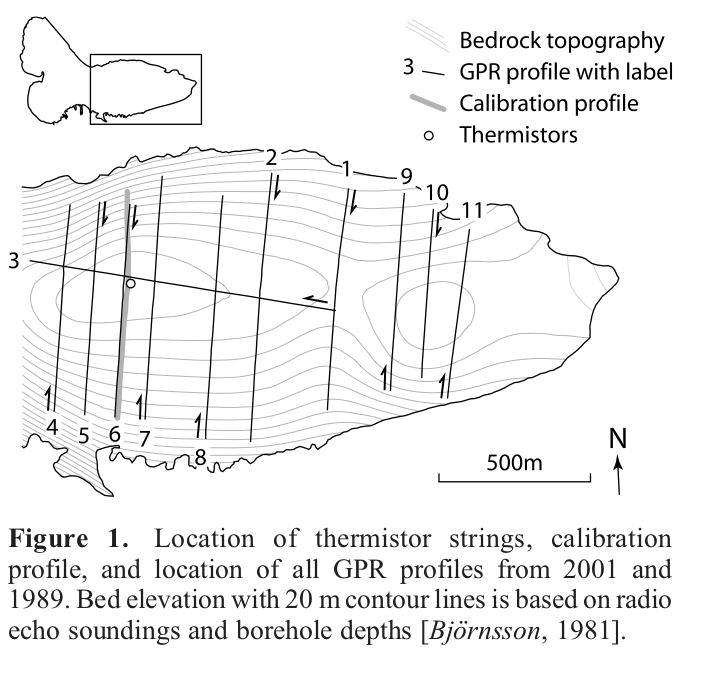 Bedrock topography
3 GPR profile with label
Calibration profile
Thermistors
2
1
9
10
11
3
4
5
6
7
8
N
500m
Figure 1. Location of thermistor strings, calibration
profile, and location of all GPR profiles from 2001 and
1989. Bed elevation with 20 m contour lines is based on radio
echo soundings and borehole depths [Björnsson, 1981].